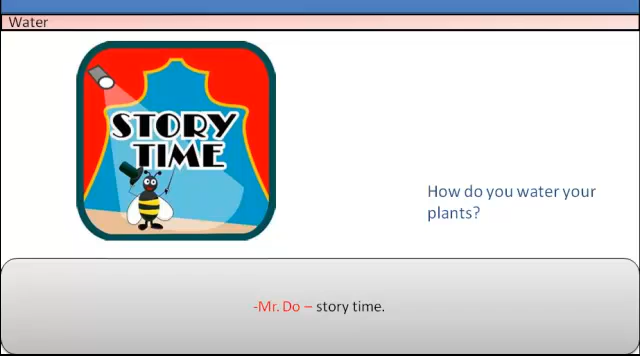 Water
STORY
TIME
How do you water your
plants?
-Mr. Do – story time.